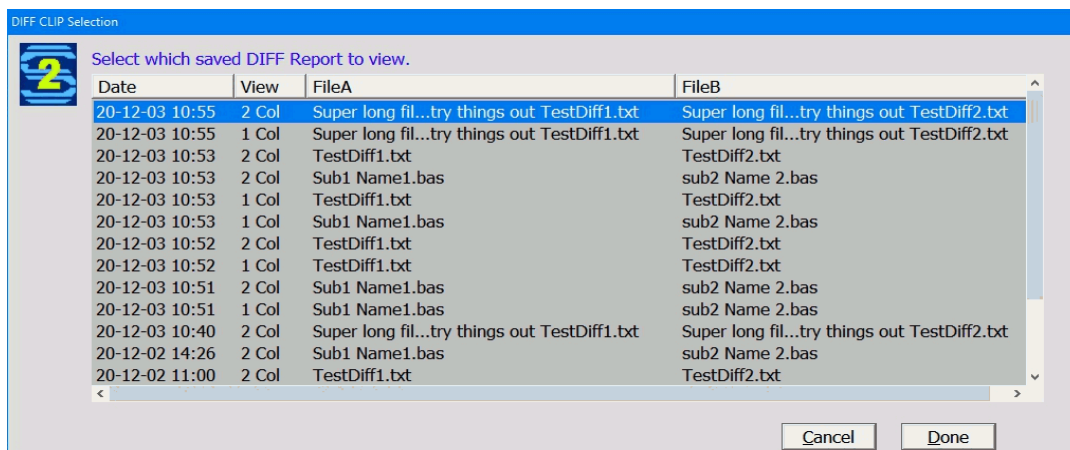 DIFF CLIP Selection
2
Select which saved DIFF Report to view.
Date View FileA FileB
20-12-03 10:55 2 Col Super long fil...try things out TestDiff1.txt Super long fil...try things out TestDiff2.txt
20-12-03 10:55 1 Col Super long fil...try things out TestDiff1.txt Super long fil...try things out TestDiff2.txt
20-12-03 10:53 2 Col TestDiff1.txt TestDiff2.txt
20-12-03 10:53 2 Col Sub1 Name1.bas sub2 Name 2.bas
20-12-03 10:53 1 Col TestDiff1.txt TestDiff2.txt
20-12-03 10:53 1 Col Sub1 Name1.bas sub2 Name 2.bas
20-12-03 10:52 2 Col TestDiff1.txt TestDiff2.txt
20-12-03 10:52 1 Col TestDiff1.txt TestDiff2.txt
20-12-03 10:51 2 Col Sub1 Name1.bas sub2 Name 2.bas
20-12-03 10:51 1 Col Sub1 Name1.bas sub2 Name 2.bas
20-12-03 10:40 2 Col Super long fil...try things out TestDiff1.txt Super long fil...try things out TestDiff2.txt
20-12-02 14:26 2 Col Sub1 Name1.bas sub2 Name 2.bas
20-12-02 11:00 2 Col TestDiff1.txt TestDiff2.txt
Cancel Done